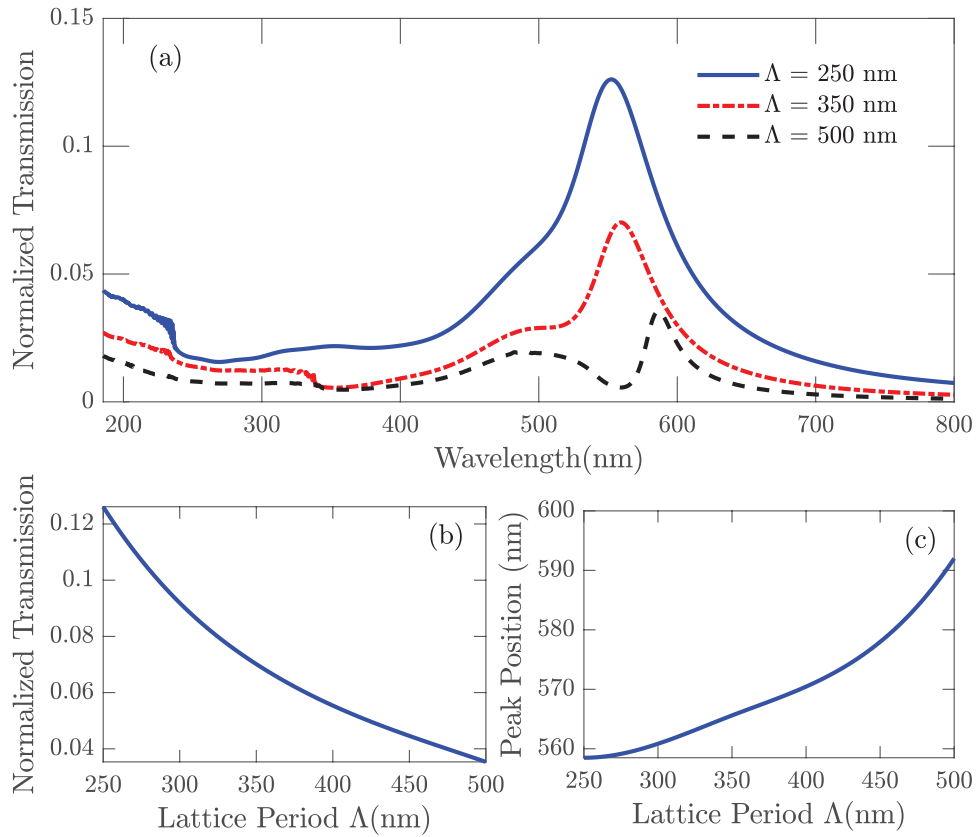 (a)
Normalized Transmission
0.15
0.1
0.05
0
Λ = 250 nm
Λ = 350 nm
Λ = 500 nm
200 300 400 500 600 700 800
Wavelength(nm)
(b)
Normalized Transmission
0.12
0.1
0.08
0.06
0.04
250 300 350 400 450 500
Lattice Period Λ(nm)
(c)
Peak Position (nm)
600
590
580
570
560
250 300 350 400 450 500
Lattice Period Λ(nm)